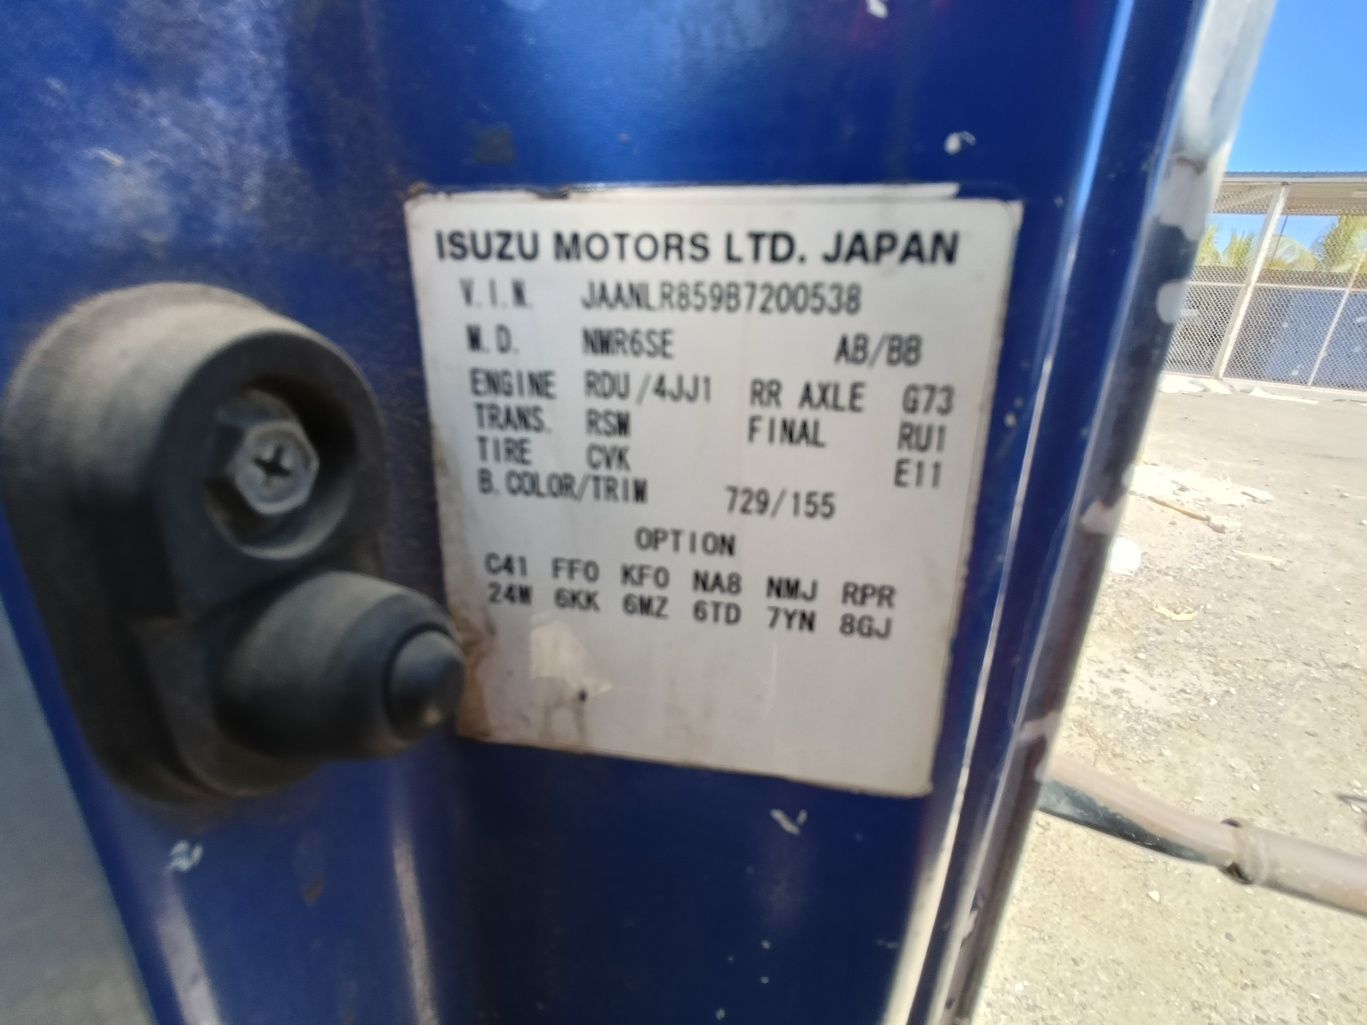 ISUZU MOTORS LTD. JAPAN
V.I.N. JAANLR859B7200538
M.D. NMR6SE AB/BB
ENGINE RDU/4JJ1 RR AXLE G73
TRANS. RSW FINAL RU1
TIRE CVK E11
B.COLOR/TRIM 729/155
OPTION
C41 FF0 KF0 NA8 NMJ RPR
24W 6KK 6MZ 6TD 7YN 8GJ